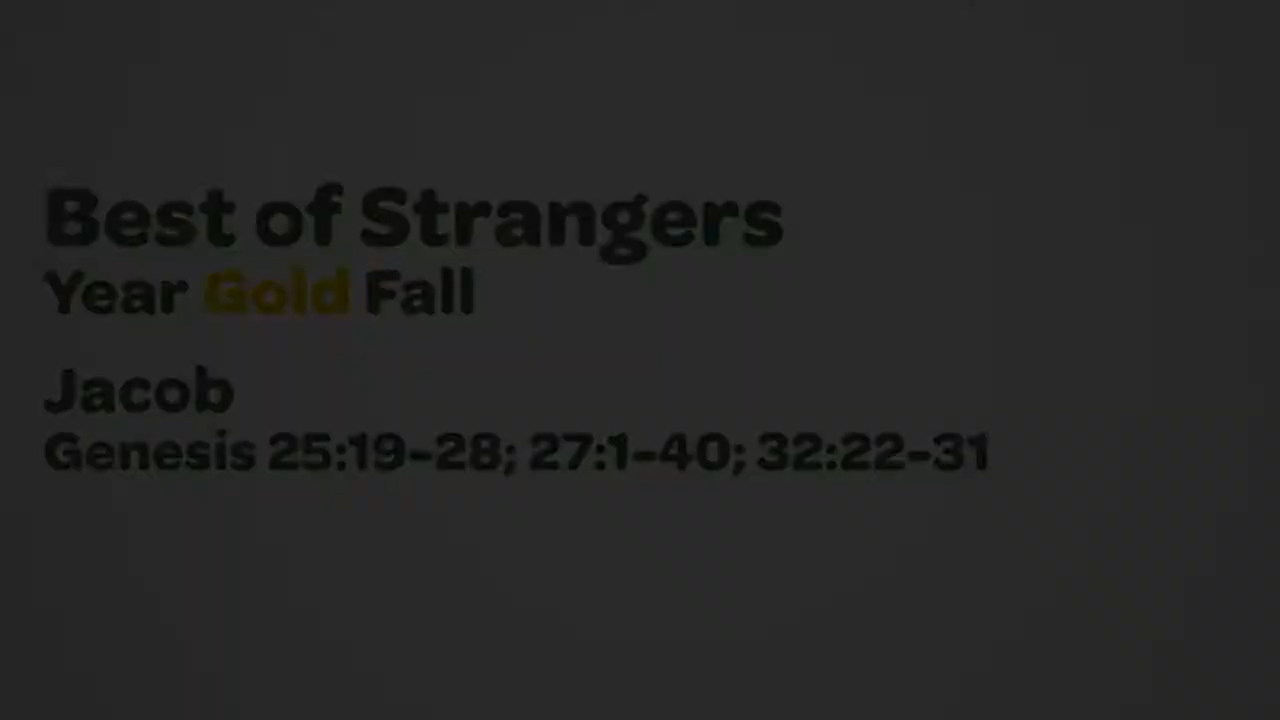 Best of Strangers
Year Gold Fall
Jacob
Genesis 25:19–28; 27:1–40; 32:22–31